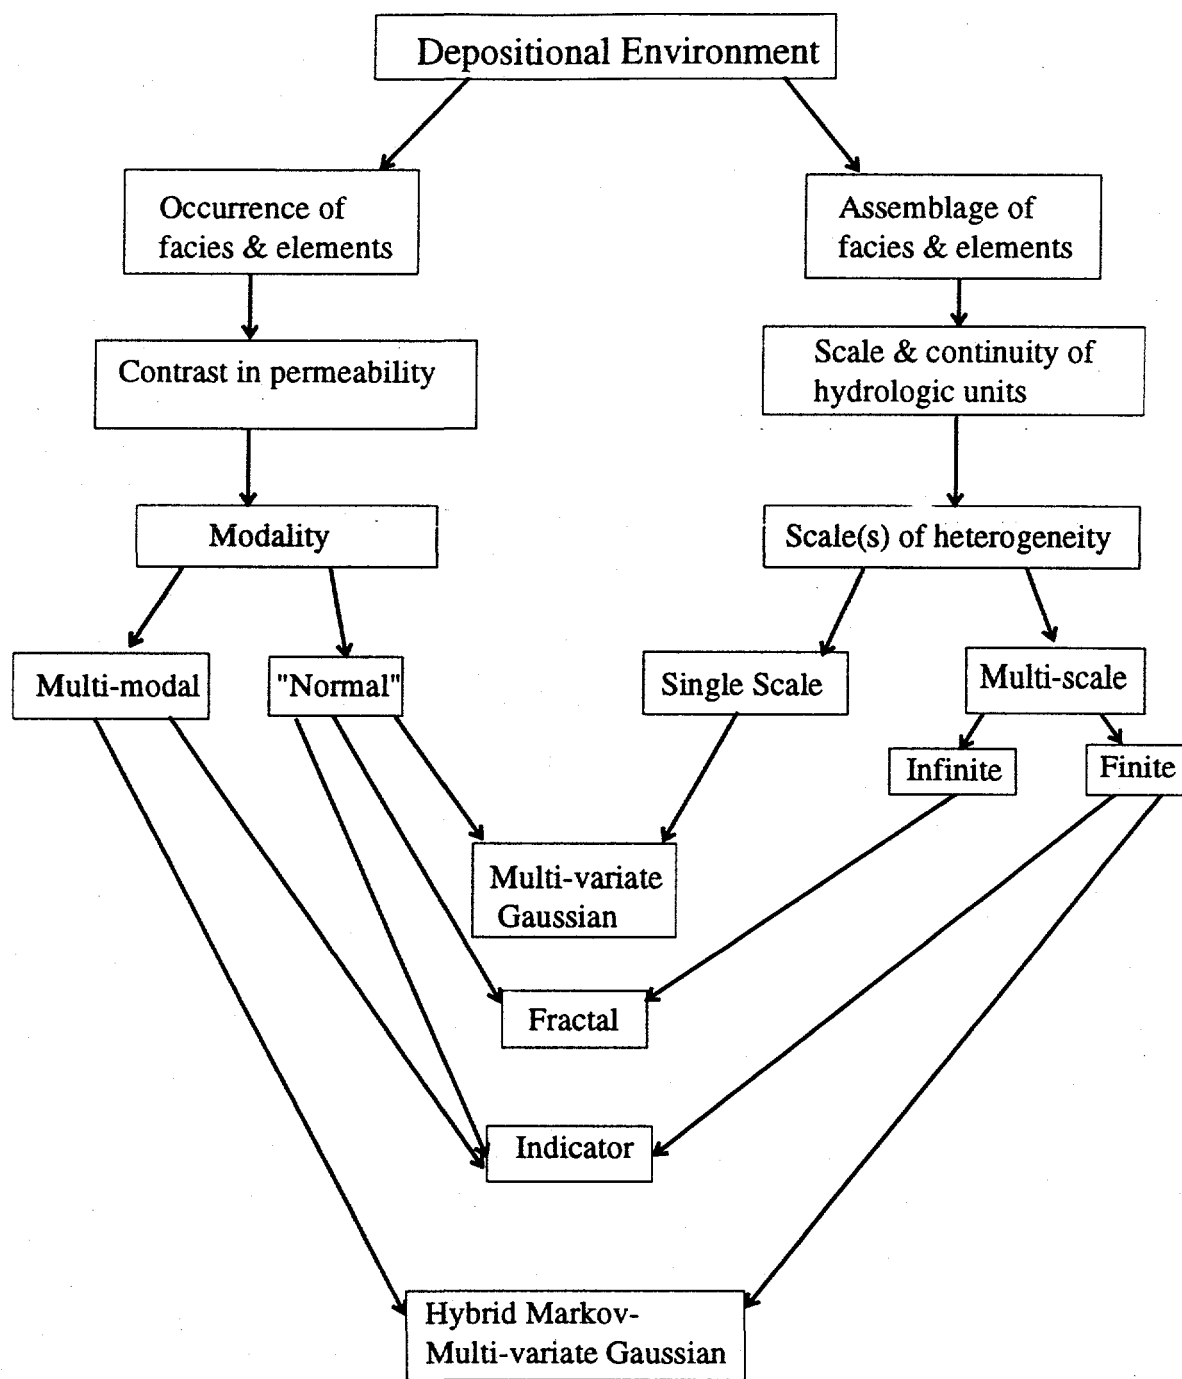 Depositional Environment
Occurrence of
facies & elements
Assemblage of
facies & elements
Contrast in permeability
Scale & continuity of
hydrologic units
Modality
Scale(s) of heterogeneity
Multi-modal
"Normal"
Single Scale
Multi-scale
Infinite
Finite
Multi-variate
Gaussian
Fractal
Indicator
Hybrid Markov-
Multi-variate Gaussian